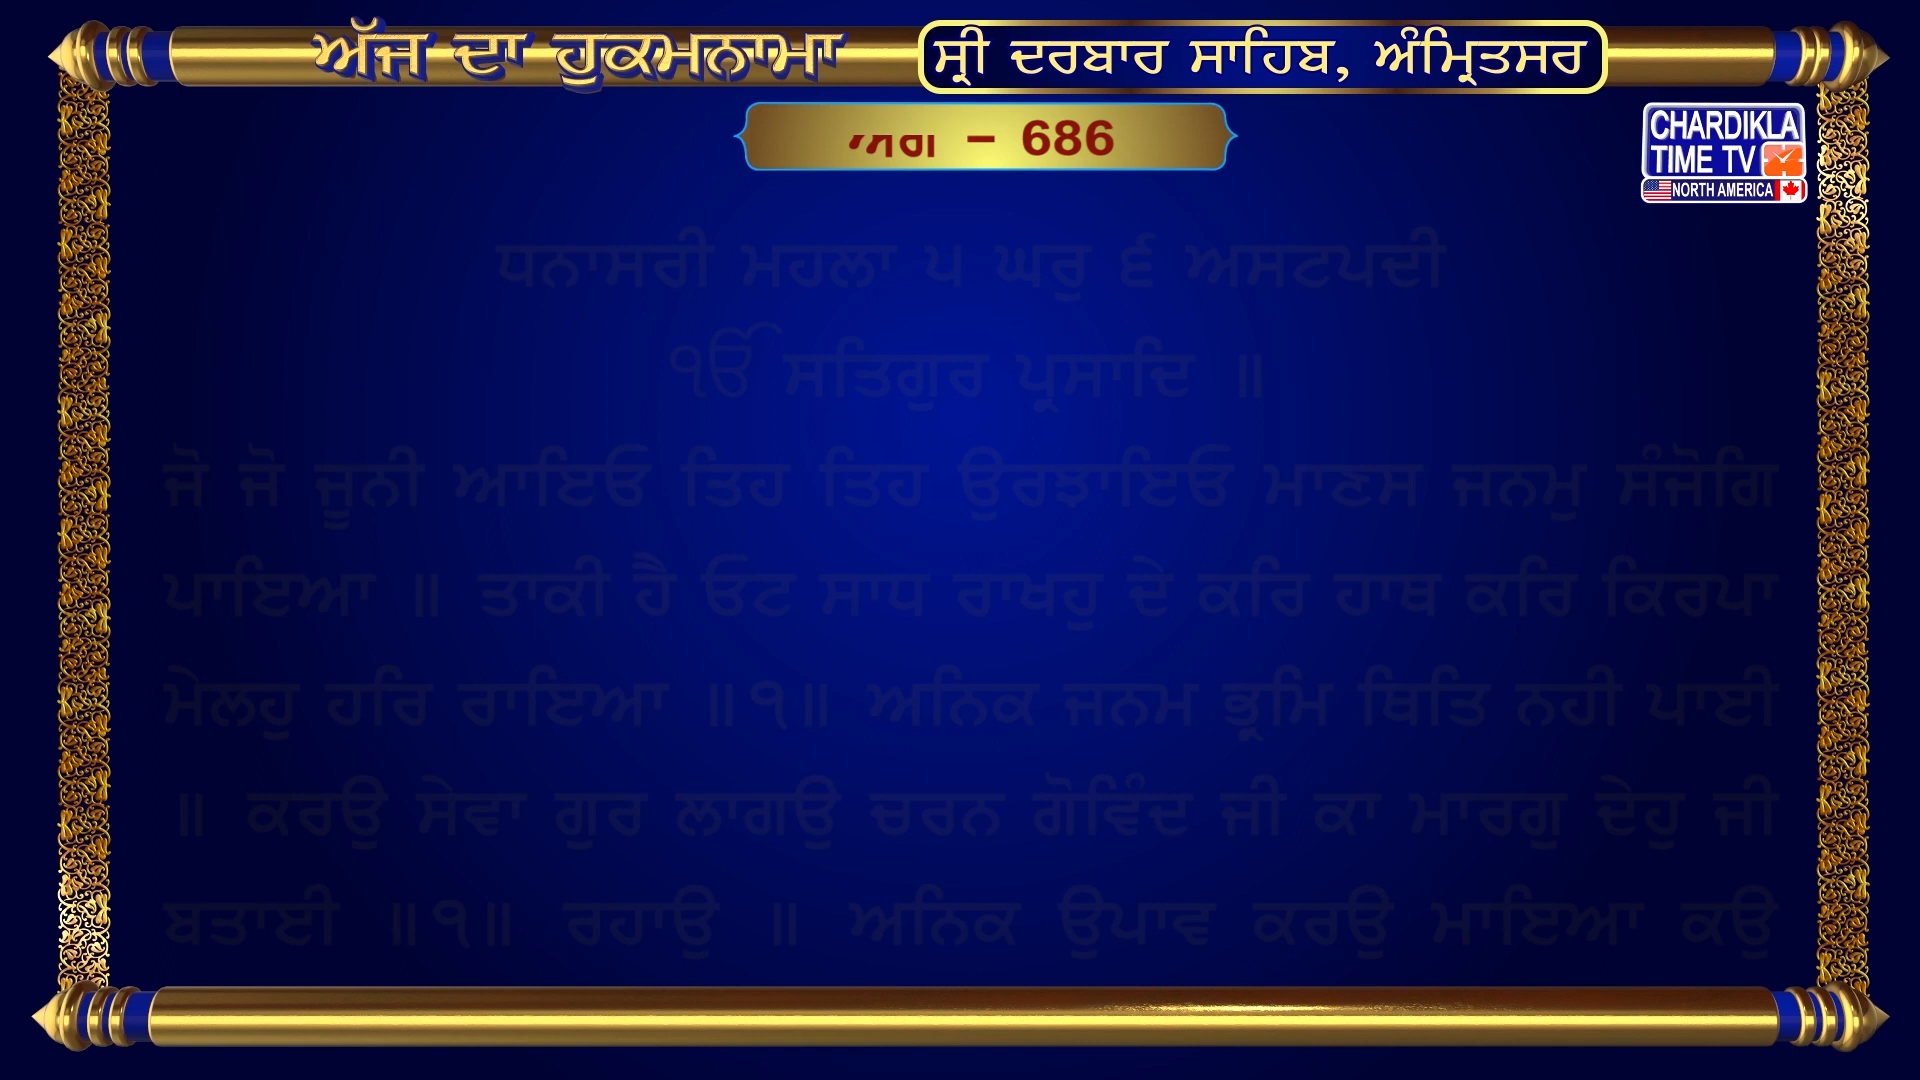 ਅੱਜ ਦਾ ਹੁਕਮਨਾਮਾ
ਸ੍ਰੀ ਦਰਬਾਰ ਸਾਹਿਬ, ਅੰਮ੍ਰਿਤਸਰ
– 686
CHARDIKLA
TIME TV
NORTH AMERICA
ਧਨਾਸਰੀ ਮਹਲਾ ੫ ਘਰੁ ੬ ਅਸਟਪਦੀ
ੴ ਸਤਿਗੁਰ ਪ੍ਰਸਾਦਿ ॥
ਜੋ ਜੋ ਜੂਨੀ ਆਇਓ ਤਿਹ ਤਿਹ ਉਰਝਾਇਓ ਮਾਣਸ ਜਨਮੁ ਸੰਜੋਗਿ
ਪਾਇਆ ॥ ਤਾਕੀ ਹੈ ਓਟ ਸਾਧ ਰਾਖਹੁ ਦੇ ਕਰਿ ਹਾਥ ਕਰਿ ਕਿਰਪਾ
ਮੇਲਹੁ ਹਰਿ ਰਾਇਆ ॥੧॥ ਅਨਿਕ ਜਨਮ ਭ੍ਰਮਿ ਥਿਤਿ ਨਹੀ ਪਾਈ
॥ ਕਰਉ ਸੇਵਾ ਗੁਰ ਲਾਗਉ ਚਰਨ ਗੋਵਿੰਦ ਜੀ ਕਾ ਮਾਰਗੁ ਦੇਹੁ ਜੀ
ਬਤਾਈ ॥੧॥ ਰਹਾਉ ॥ ਅਨਿਕ ਉਪਾਵ ਕਰਉ ਮਾਇਆ ਕਉ